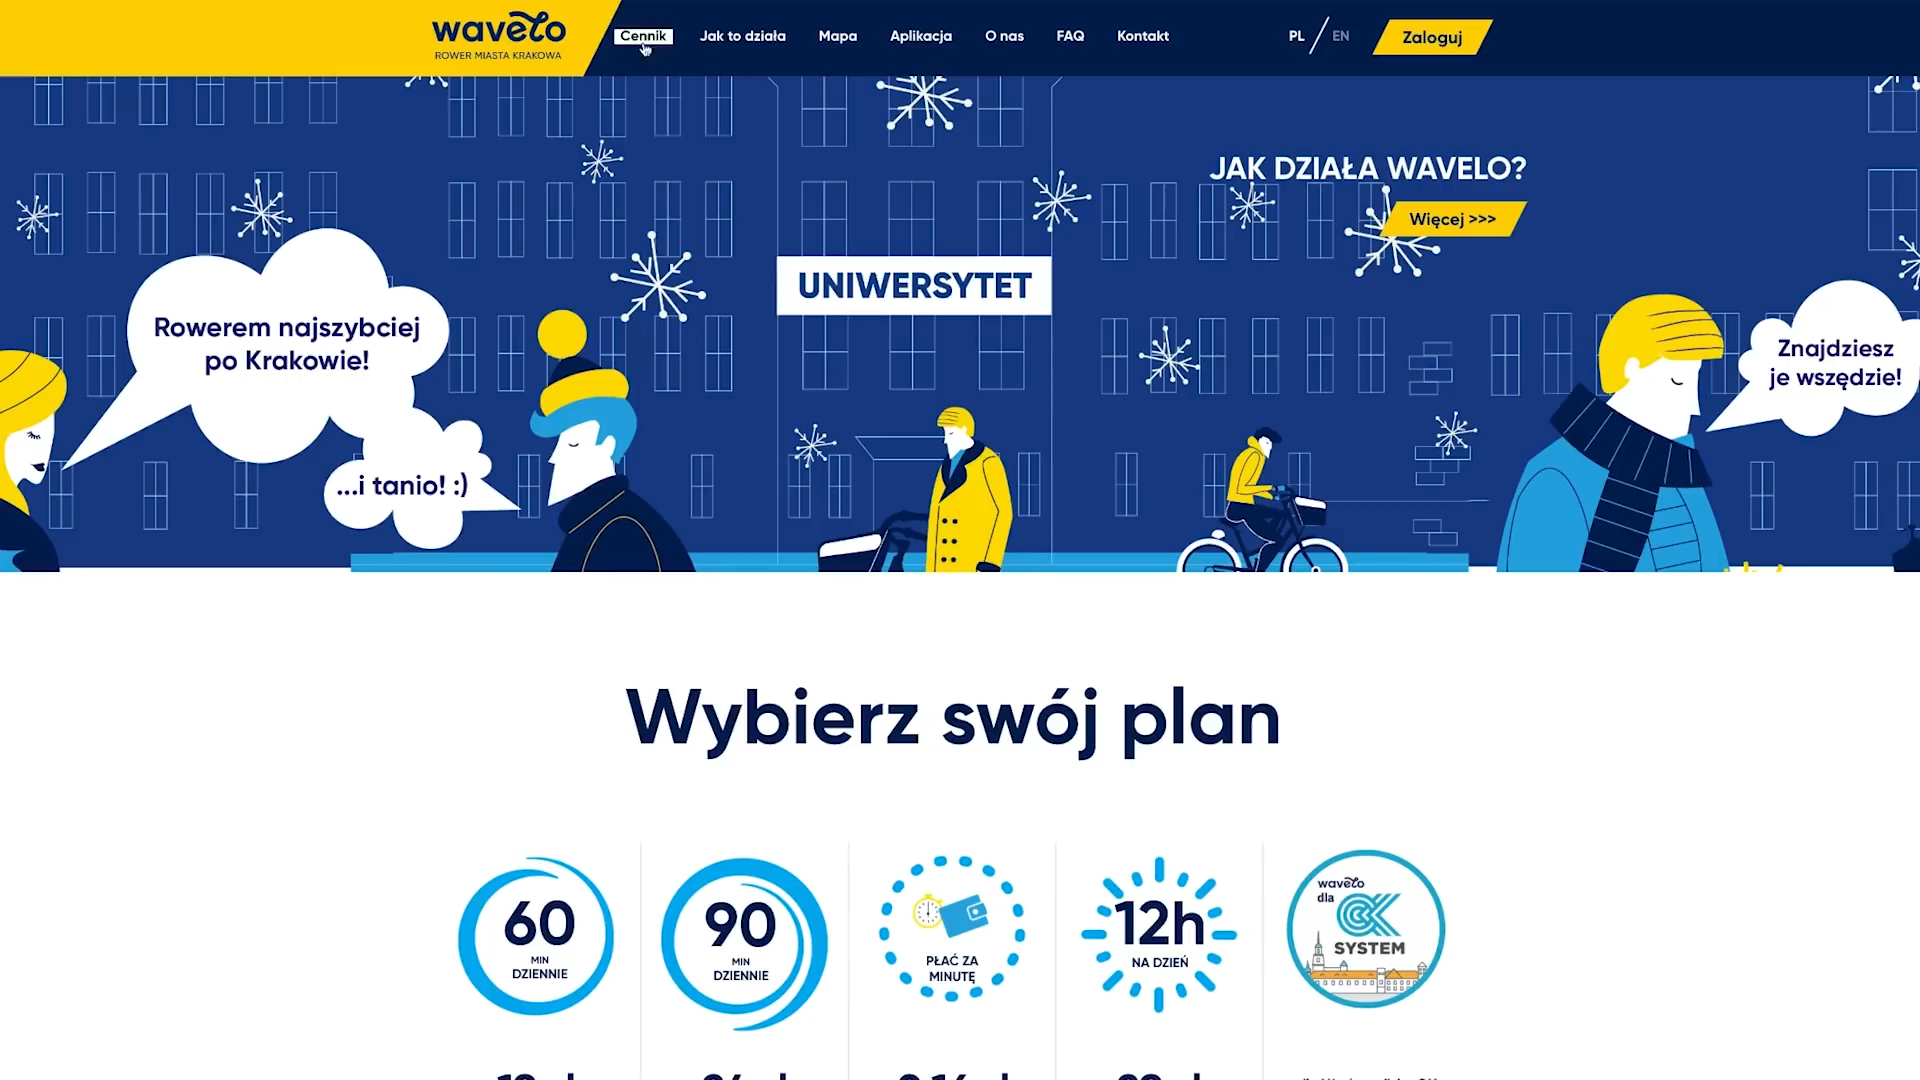 wavelo
ROWER MIASTA KRAKOWA
Cennik
Jak to działa
Mapa
Aplikacja
O nas
FAQ
Kontakt
PL / EN
Zaloguj
JAK DZIAŁA WAVELO?
Więcej >>>
UNIWERSYTET
Rowerem najszybciej
po Krakowie!
...i tanio! :)
Znajdziesz
je wszędzie!
Wybierz swój plan
60
MIN
DZIENNIE
90
MIN
DZIENNIE
PŁAĆ ZA
MINUTĘ
12h
NA DZIEŃ
wavelo
dla
OK
SYSTEM